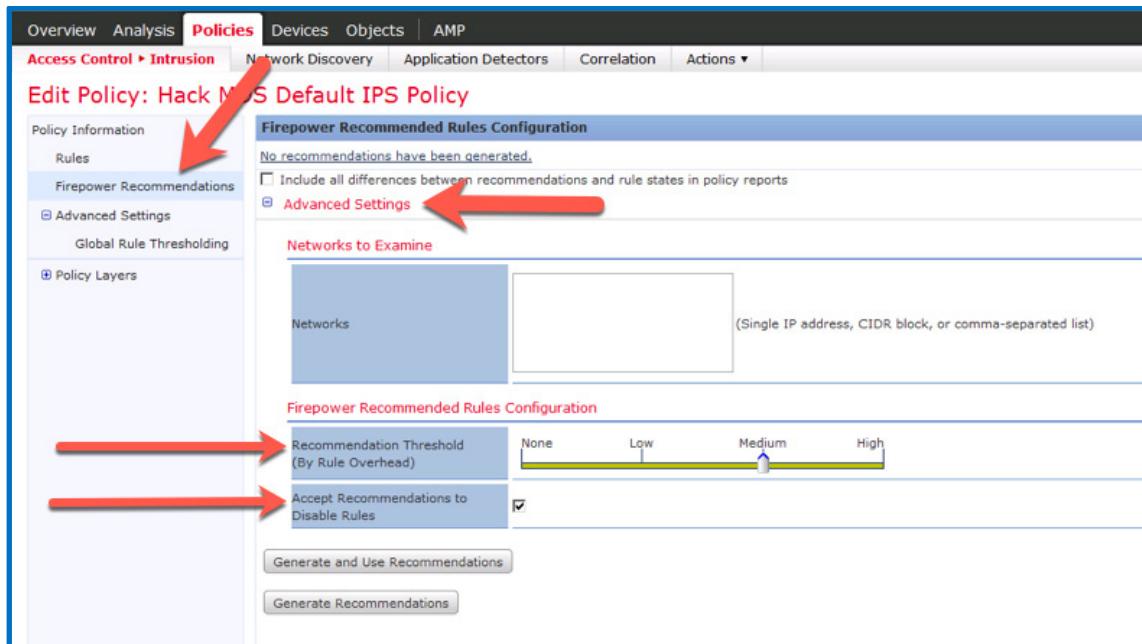 Overview Analysis Policies Devices Objects AMP
Access Control ▸ Intrusion Network Discovery Application Detectors Correlation Actions ▾
Edit Policy: Hack Default IPS Policy
Policy Information
Rules
Firepower Recommendations
Advanced Settings
Global Rule Thresholding
Policy Layers
Firepower Recommended Rules Configuration
No recommendations have been generated.
Include all differences between recommendations and rule states in policy reports
Advanced Settings
Networks to Examine
Networks
(Single IP address, CIDR block, or comma-separated list)
Firepower Recommended Rules Configuration
Recommendation Threshold
(By Rule Overhead)
None Low Medium High
Accept Recommendations to
Disable Rules
Generate and Use Recommendations
Generate Recommendations